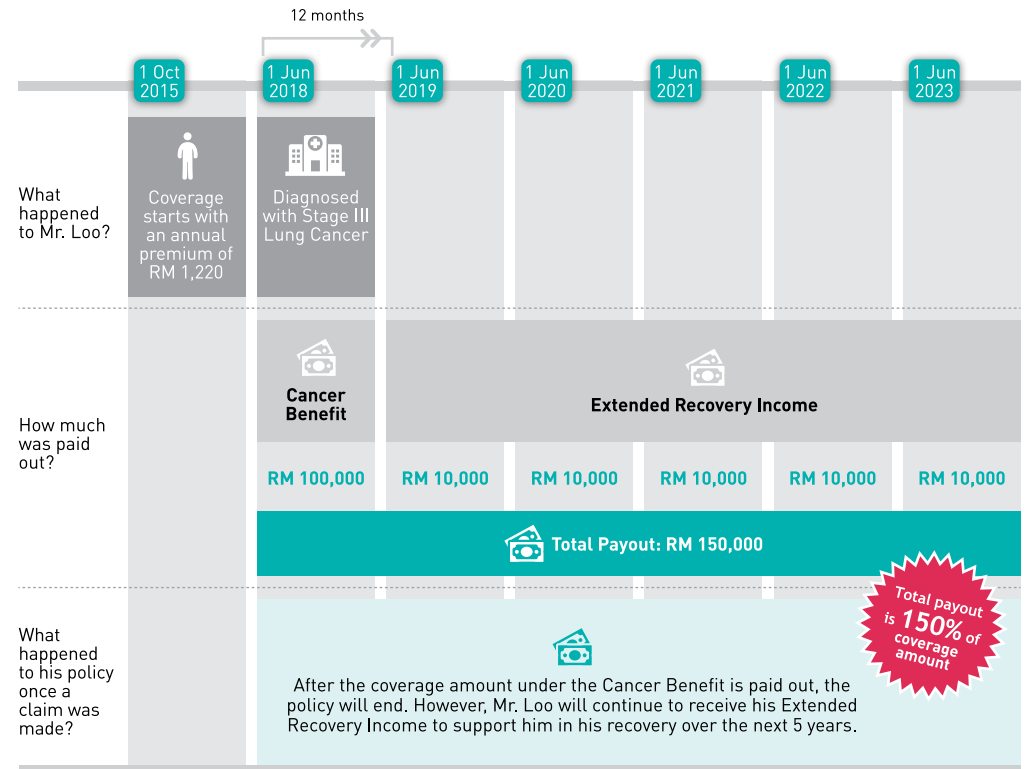 12 months
1 Oct
2015
1 Jun
2018
1 Jun
2019
1 Jun
2020
1 Jun
2021
1 Jun
2022
1 Jun
2023
What
happened
to Mr. Loo?
Coverage
starts with
an annual
premium of
RM 1,220
Diagnosed
with Stage III
Lung Cancer
How much
was paid
out?
Cancer
Benefit
Extended Recovery Income
RM 100,000
RM 10,000
RM 10,000
RM 10,000
RM 10,000
RM 10,000
Total Payout: RM 150,000
Total payout
is 150% of
coverage
amount
What
happened
to his policy
once a
claim was
made?
After the coverage amount under the Cancer Benefit is paid out, the
policy will end. However, Mr. Loo will continue to receive his Extended
Recovery Income to support him in his recovery over the next 5 years.